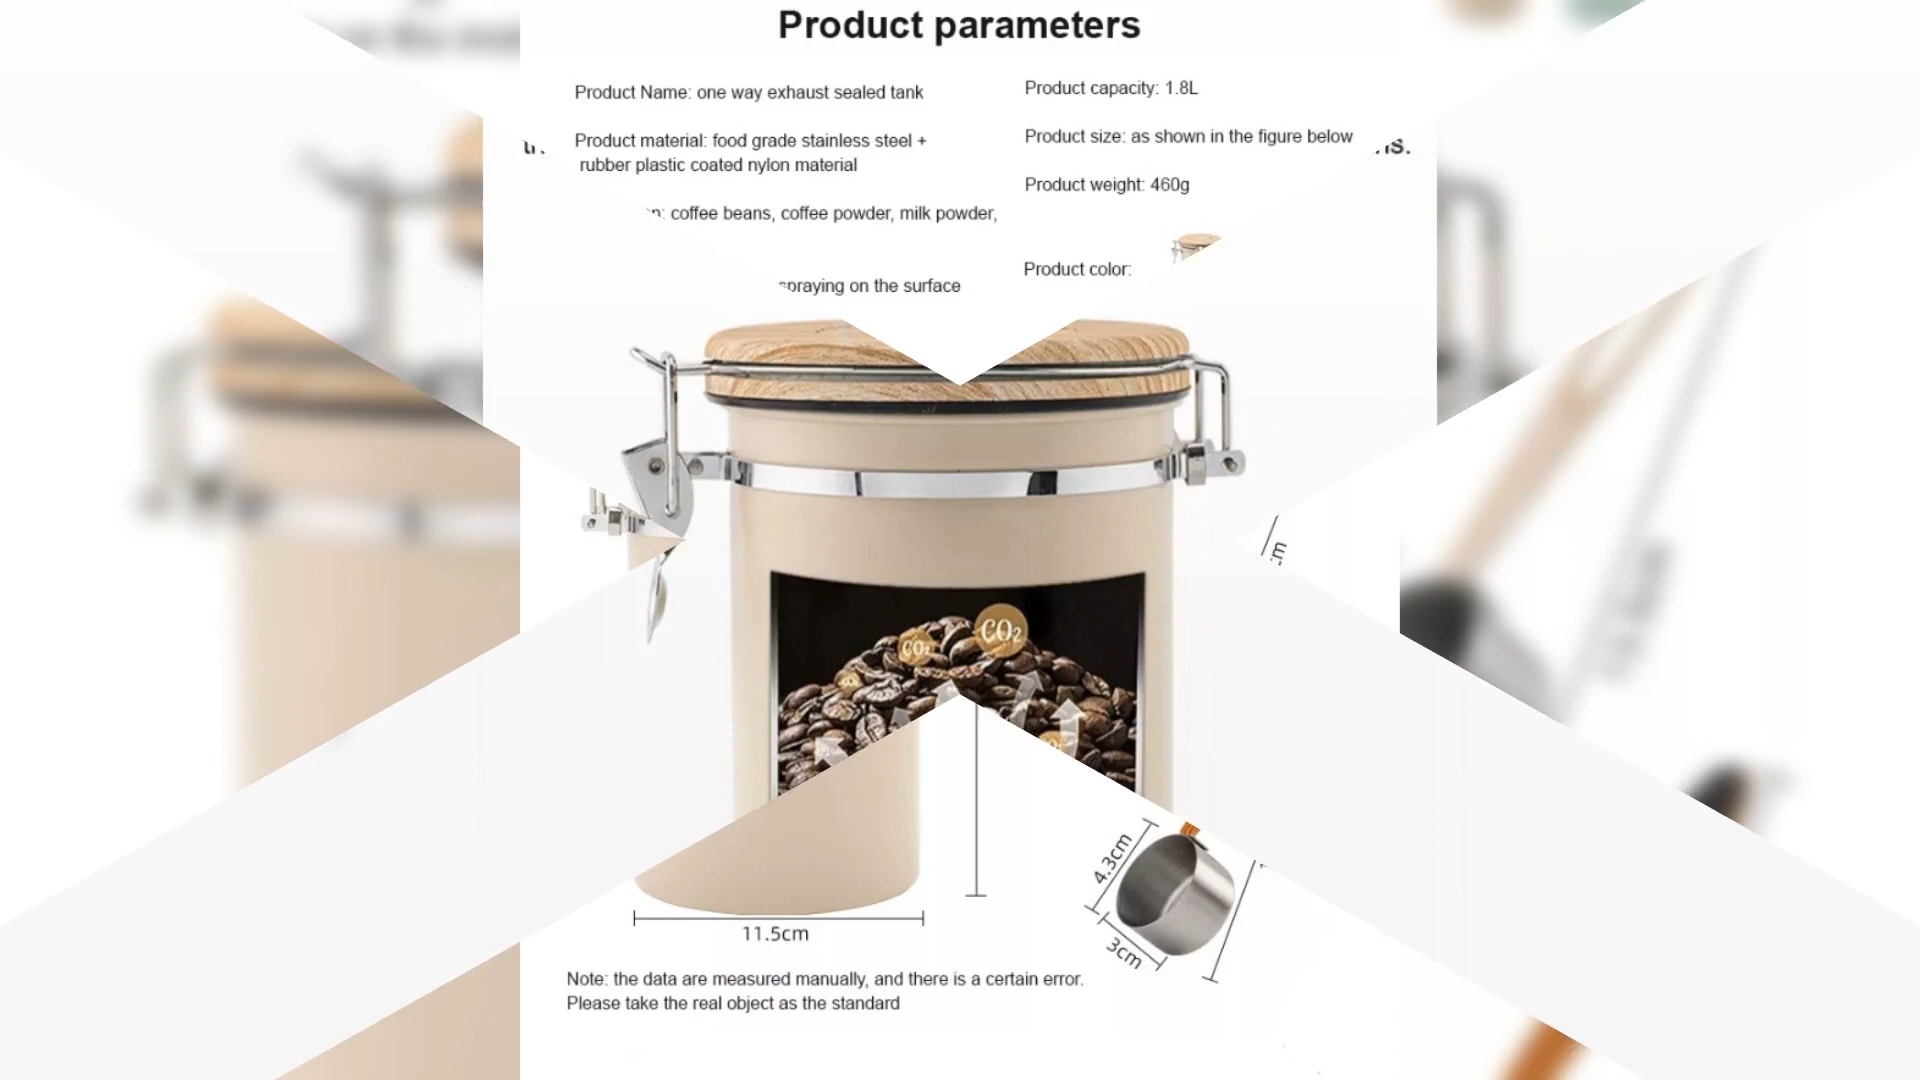 Product parameters
Product Name: one way exhaust sealed tank
Product material: food grade stainless steel +
rubber plastic coated nylon material
coffee beans, coffee powder, milk powder,
spraying on the surface
Product capacity: 1.8L
Product size: as shown in the figure below
Product weight: 460g
Product color:
CO2
CO2
4.3cm
3cm
11.5cm
Note: the data are measured manually, and there is a certain error.
Please take the real object as the standard